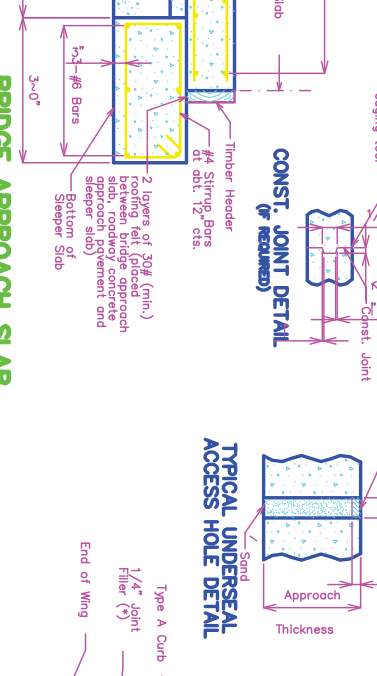 BRIDGE APPROACH SLAB
3~0"
#6 Bars
Bottom of
Sleeper Slab
2 layers of 30# (min.)
roofing felt (placed
between bridge approach
slab, roadway concrete
approach pavement and
sleeper slab)
#4 Stirrup Bars
at abt. 12" cts.
Timber Header
CONST. JOINT DETAIL
(IF REQUIRED)
Const. Joint
TYPICAL UNDERSEAL
ACCESS HOLE DETAIL
Sand
Approach
Thickness
End of Wing
1/4" Joint
Filler (*)
Type A Curb